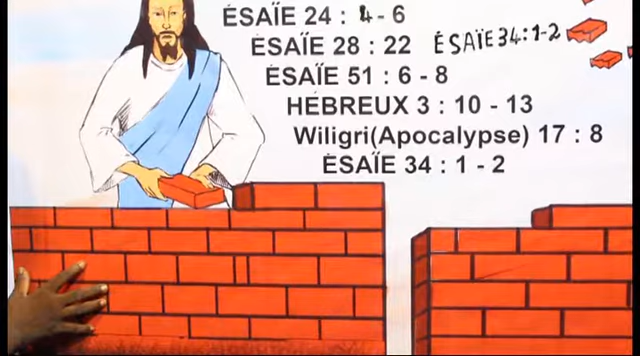 ÉSAÏE 24 : 4 - 6
ÉSAÏE 28 : 22
ÉSAÏE 34:1-2
ÉSAÏE 51 : 6 - 8
HÉBREUX 3 : 10 - 13
Wiligri(Apocalypse) 17 : 8
ÉSAÏE 34 : 1 - 2